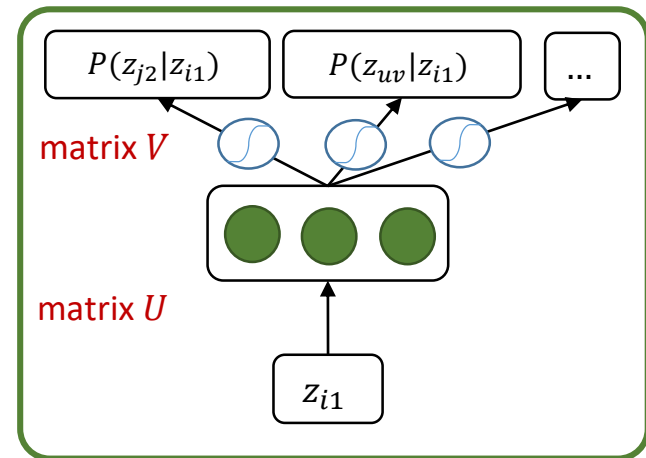 P(z_{j2}|z_{i1}) P(z_{uv}|z_{i1}) ...
matrix V
matrix U
z_{i1}